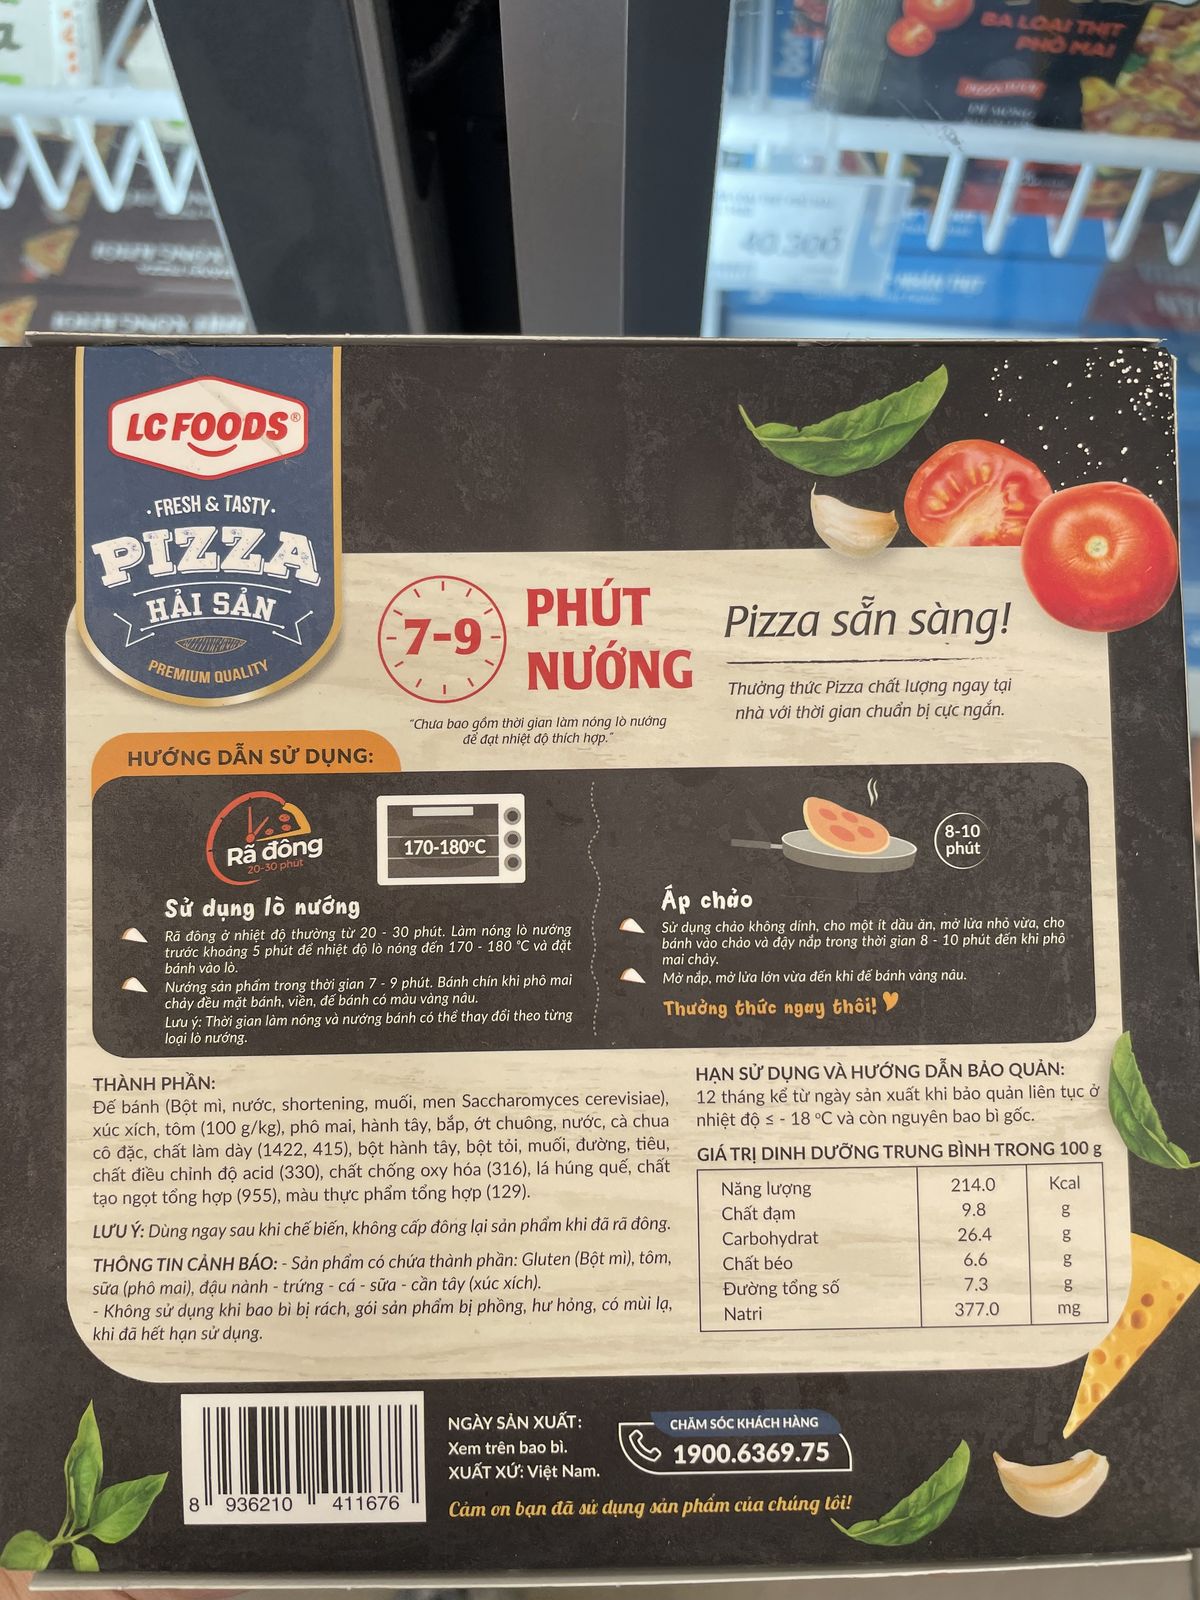 BA LOẠI THỊT
PHÔ MAI
40.300
LC FOODS®
· FRESH & TASTY ·
PIZZA
HẢI SẢN
PREMIUM QUALITY
7-9
PHÚT
NƯỚNG
"Chưa bao gồm thời gian làm nóng lò nướng
để đạt nhiệt độ thích hợp."
Pizza sẵn sàng!
Thưởng thức Pizza chất lượng ngay tại
nhà với thời gian chuẩn bị cực ngắn.
HƯỚNG DẪN SỬ DỤNG:
Rã đông
20-30 phút
170-180°C
Sử dụng lò nướng
Rã đông ở nhiệt độ thường từ 20 - 30 phút. Làm nóng lò nướng
trước khoảng 5 phút để nhiệt độ lò nóng đến 170 - 180 °C và đặt
bánh vào lò.
Nướng sản phẩm trong thời gian 7 - 9 phút. Bánh chín khi phô mai
chảy đều mặt bánh, viền, đế bánh có màu vàng nâu.
Lưu ý: Thời gian làm nóng và nướng bánh có thể thay đổi theo từng
loại lò nướng.
8-10
phút
Áp chảo
Sử dụng chảo không dính, cho một ít dầu ăn, mở lửa nhỏ vừa, cho
bánh vào chảo và đậy nắp trong thời gian 8 - 10 phút đến khi phô
mai chảy.
Mở nắp, mở lửa lớn vừa đến khi đế bánh vàng nâu.
Thưởng thức ngay thôi!
THÀNH PHẦN:
Đế bánh (Bột mì, nước, shortening, muối, men Saccharomyces cerevisiae),
xúc xích, tôm (100 g/kg), phô mai, hành tây, bắp, ớt chuông, nước, cà chua
cô đặc, chất làm dày (1422, 415), bột hành tây, bột tỏi, muối, đường, tiêu,
chất điều chỉnh độ acid (330), chất chống oxy hóa (316), lá húng quế, chất
tạo ngọt tổng hợp (955), màu thực phẩm tổng hợp (129).
LƯU Ý: Dùng ngay sau khi chế biến, không cấp đông lại sản phẩm khi đã rã đông.
THÔNG TIN CẢNH BÁO: - Sản phẩm có chứa thành phần: Gluten (Bột mì), tôm,
sữa (phô mai), đậu nành - trứng - cá - sữa - cần tây (xúc xích).
- Không sử dụng khi bao bì bị rách, gói sản phẩm bị phồng, hư hỏng, có mùi lạ,
khi đã hết hạn sử dụng.
HẠN SỬ DỤNG VÀ HƯỚNG DẪN BẢO QUẢN:
12 tháng kể từ ngày sản xuất khi bảo quản liên tục ở
nhiệt độ ≤ - 18 °C và còn nguyên bao bì gốc.
GIÁ TRỊ DINH DƯỠNG TRUNG BÌNH TRONG 100 g
Năng lượng 214.0 Kcal
Chất đạm 9.8 g
Carbohydrat 26.4 g
Chất béo 6.6 g
Đường tổng số 7.3 g
Natri 377.0 mg
8 936210 411676
NGÀY SẢN XUẤT:
Xem trên bao bì.
XUẤT XỨ: Việt Nam.
CHĂM SÓC KHÁCH HÀNG
1900.6369.75
Cảm ơn bạn đã sử dụng sản phẩm của chúng tôi!